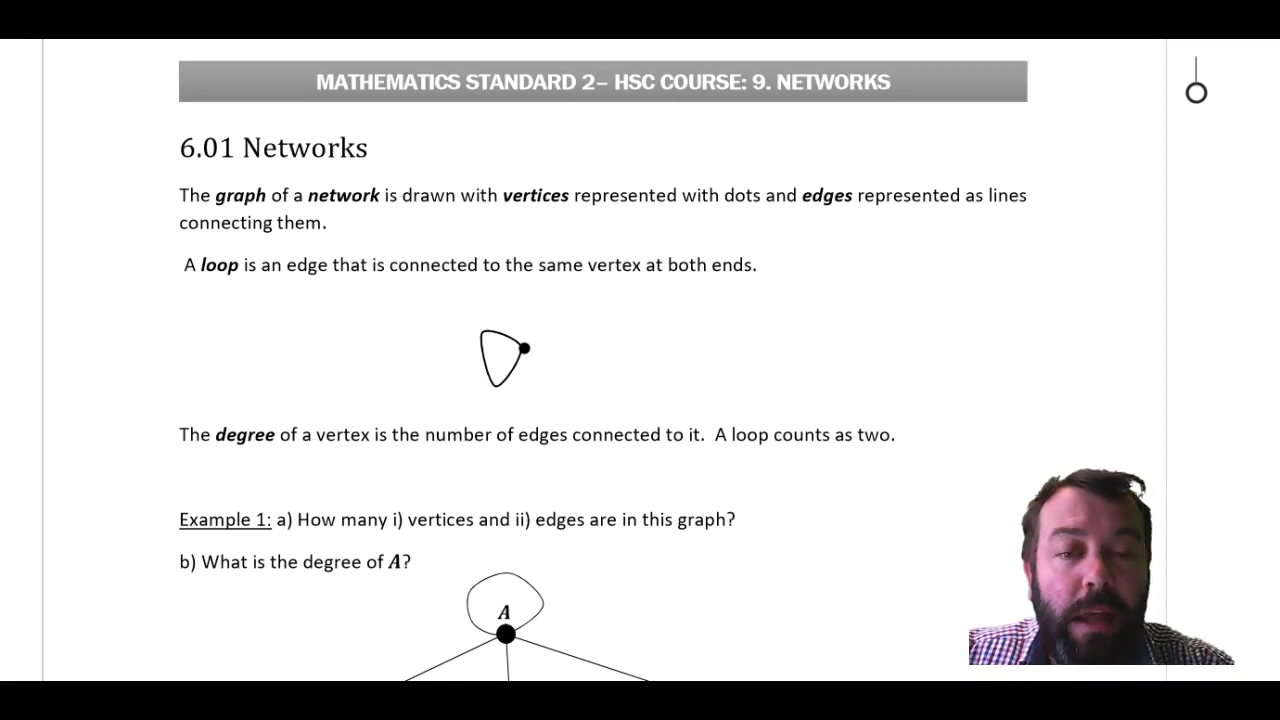 MATHEMATICS STANDARD 2– HSC COURSE: 9. NETWORKS
6.01 Networks
The graph of a network is drawn with vertices represented with dots and edges represented as lines
connecting them.
A loop is an edge that is connected to the same vertex at both ends.
The degree of a vertex is the number of edges connected to it. A loop counts as two.
Example 1: a) How many i) vertices and ii) edges are in this graph?
b) What is the degree of A?
A